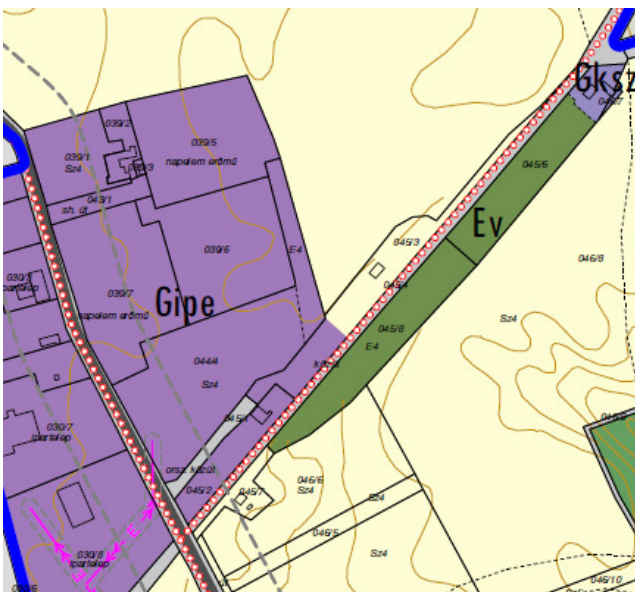 Gksz
039/2
039/5
napelem erőmű
039/1
Sz4
039/3
045/6
043/1
sh. út
Ev
045/3
039/6
E4
046/8
030/3
Ipartelep
039/7
napelem erőmű
Gipe
045/4
045/8
E4
Sz4
044/4
Sz4
közút
030/7
Ipartelep
045/1
orsz. közút
045/2
045/7
046/6
Sz4
Sz4
046/5
Sz4
030/8
Ipartelep
046/10